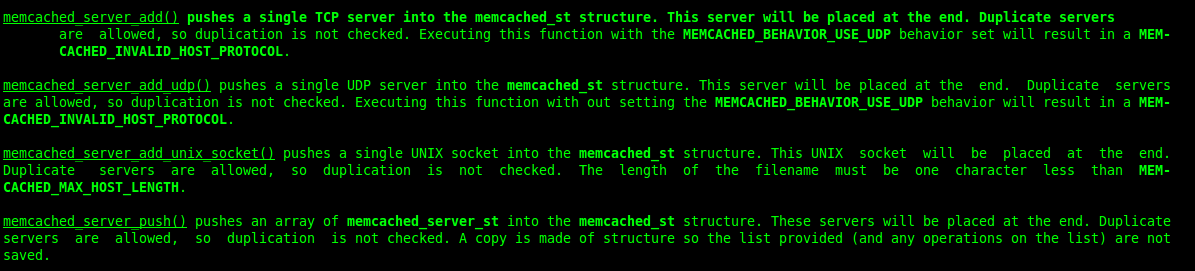 memcached_server_add() pushes a single TCP server into the memcached_st structure. This server will be placed at the end. Duplicate servers
are allowed, so duplication is not checked. Executing this function with the MEMCACHED_BEHAVIOR_USE_UDP behavior set will result in a MEM-
CACHED_INVALID_HOST_PROTOCOL.
memcached_server_add_udp() pushes a single UDP server into the memcached_st structure. This server will be placed at the end. Duplicate servers
are allowed, so duplication is not checked. Executing this function with out setting the MEMCACHED_BEHAVIOR_USE_UDP behavior will result in a MEM-
CACHED_INVALID_HOST_PROTOCOL.
memcached_server_add_unix_socket() pushes a single UNIX socket into the memcached_st structure. This UNIX socket will be placed at the end.
Duplicate servers are allowed, so duplication is not checked. The length of the filename must be one character less than MEM-
CACHED_MAX_HOST_LENGTH.
memcached_server_push() pushes an array of memcached_server_st into the memcached_st structure. These servers will be placed at the end. Duplicate
servers are allowed, so duplication is not checked. A copy is made of structure so the list provided (and any operations on the list) are not
saved.